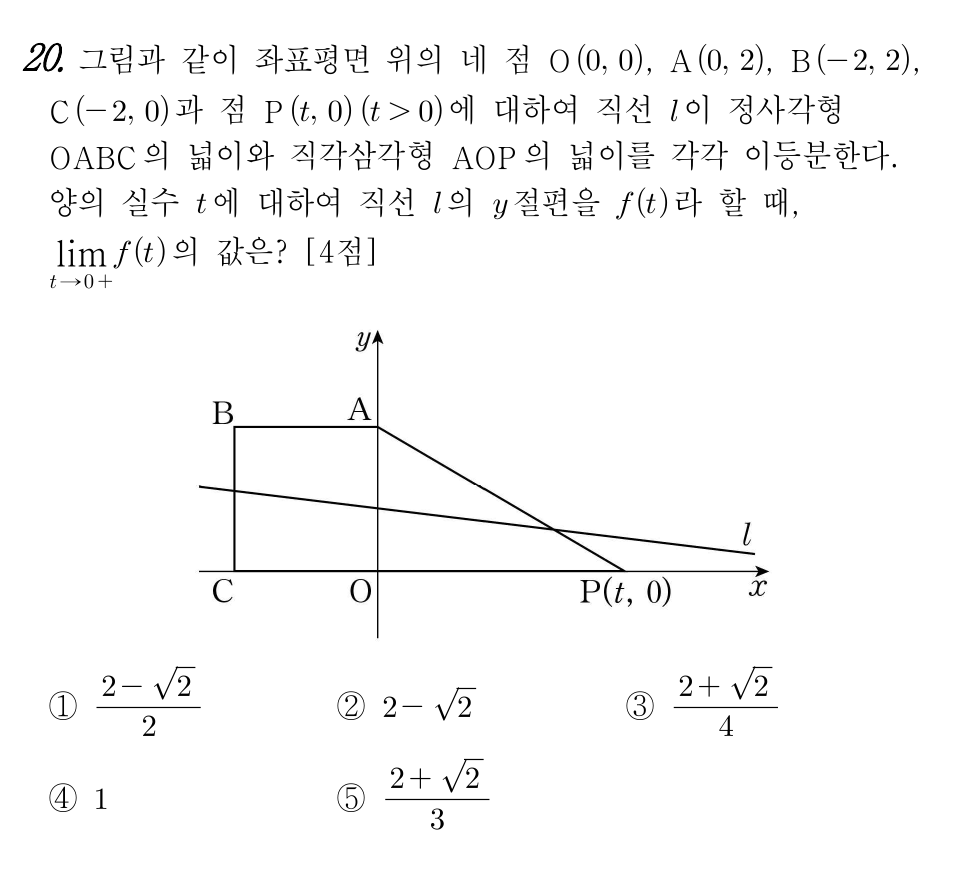 20. 그림과 같이 좌표평면 위의 네 점 O(0, 0), A(0, 2), B(−2, 2),
C(−2, 0)과 점 P(t, 0)(t > 0)에 대하여 직선 l이 정사각형
OABC의 넓이와 직각삼각형 AOP의 넓이를 각각 이등분한다.
양의 실수 t에 대하여 직선 l의 y절편을 f(t)라 할 때,
lim_{t→0+} f(t)의 값은? [4점]
y
B A
l
C O P(t, 0) x
① \frac{2−√2}{2} ② 2−√2 ③ \frac{2+√2}{4}
④ 1 ⑤ \frac{2+√2}{3}